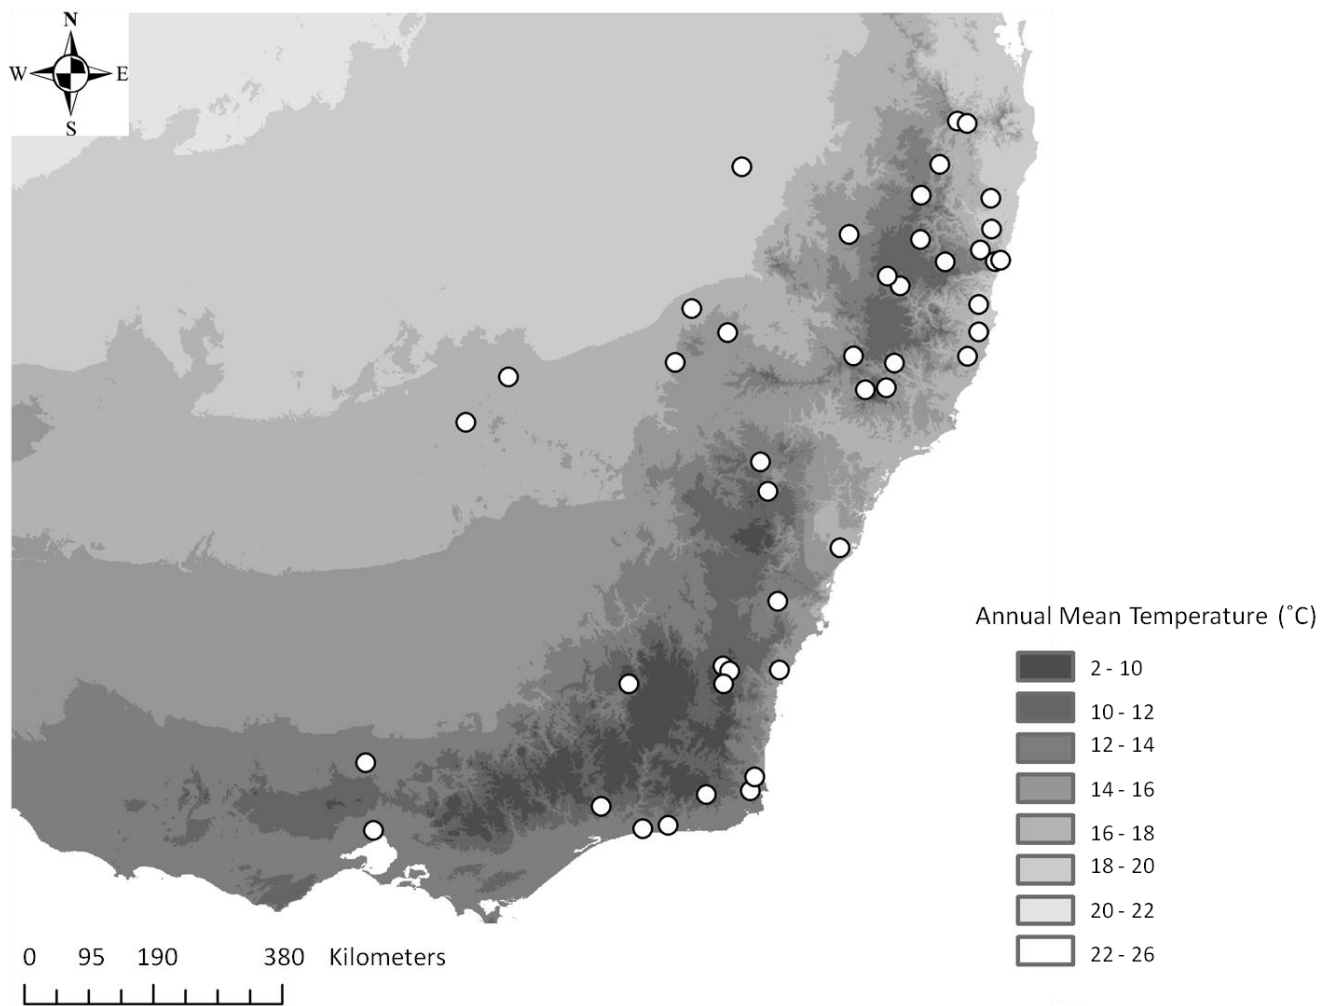 N
W E
S
Annual Mean Temperature (˚C)
2 - 10
10 - 12
12 - 14
14 - 16
16 - 18
18 - 20
20 - 22
22 - 26
0 95 190 380 Kilometers